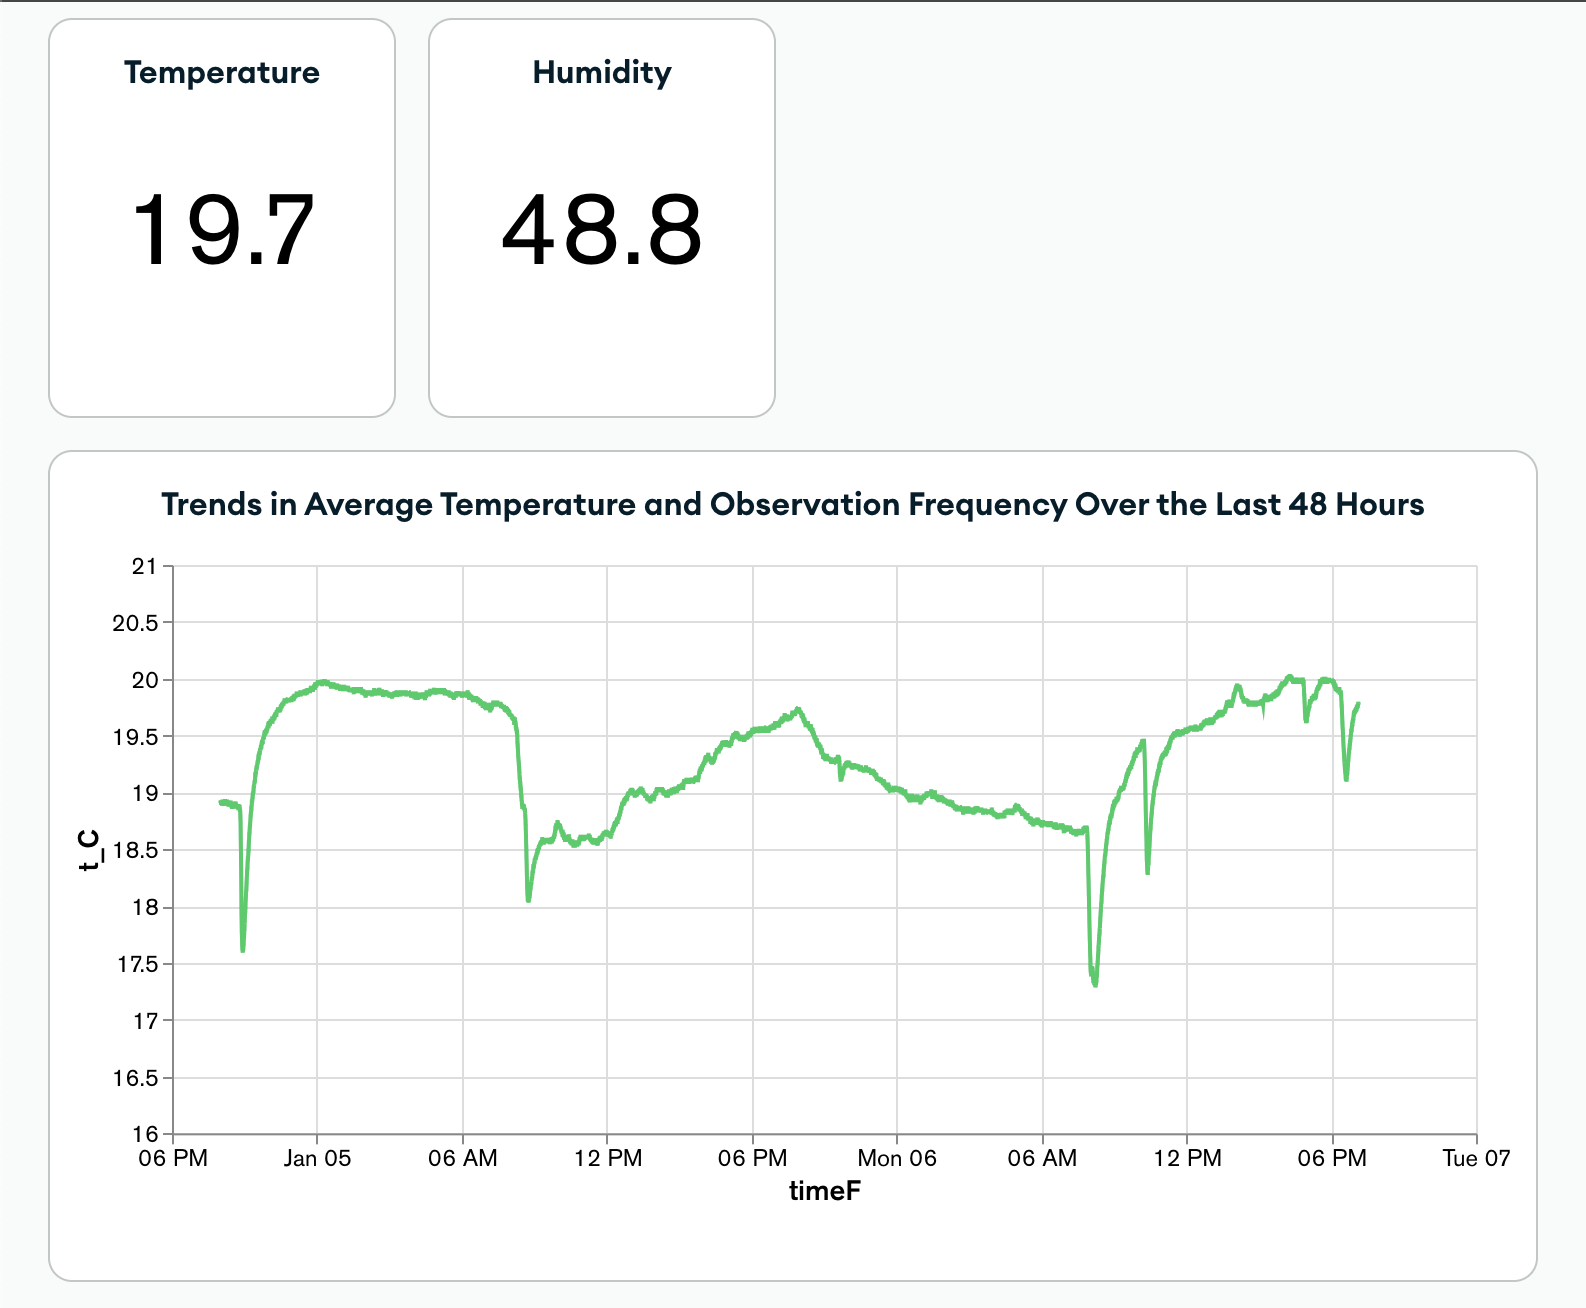 Temperature
Humidity
19.7
48.8
Trends in Average Temperature and Observation Frequency Over the Last 48 Hours
21
20.5
20
19.5
19
18.5
18
17.5
17
16.5
16
t_C
06 PM Jan 05 06 AM 12 PM 06 PM Mon 06 06 AM 12 PM 06 PM Tue 07
timeF